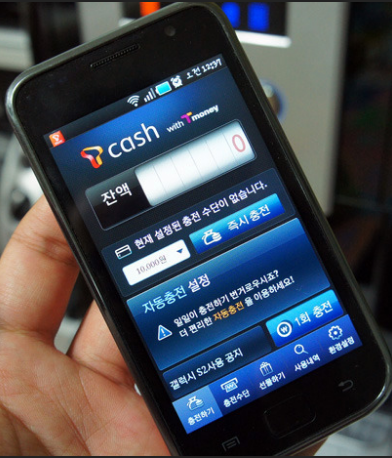 오전 12:37
T cash with Tmoney
잔액 0
현재 설정된 충전 수단이 없습니다.
10,000원 즉시 충전
자동충전 설정
일일이 충전하기 번거로우시죠?
더 편리한 자동충전 을 이용하세요!
1회 충전
갤럭시 S2사용 공지
충전하기 충전수단 선물하기 사용내역 환경설정